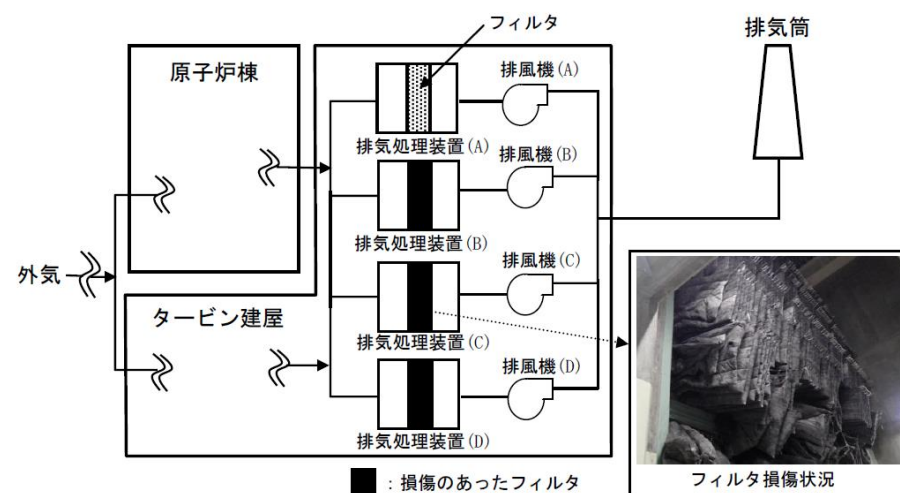 フィルタ
排気筒
原子炉棟
排風機(A)
排気処理装置(A)
排風機(B)
排気処理装置(B)
外気
排風機(C)
タービン建屋
排気処理装置(C)
排風機(D)
排気処理装置(D)
：損傷のあったフィルタ
フィルタ損傷状況